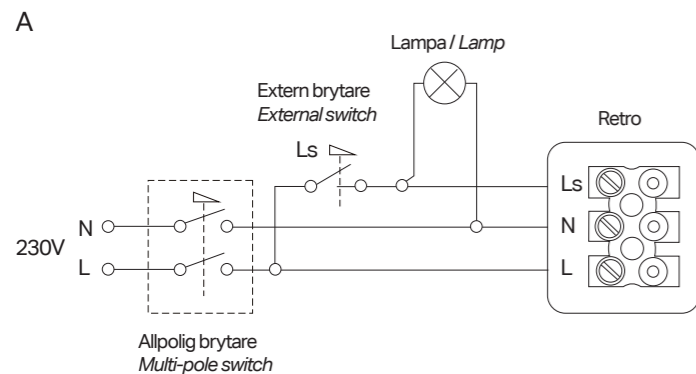 A
Lampa / Lamp
Extern brytare
External switch
Retro
Ls
Ls
N
N
230V
L
L
Allpolig brytare
Multi-pole switch